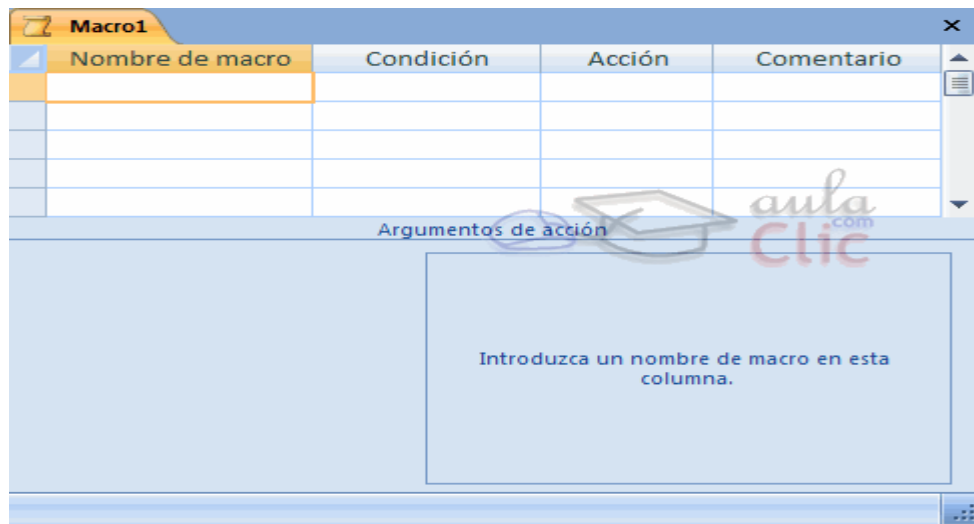 Macro1
Nombre de macro Condición Acción Comentario
aula
.com
Clic
Argumentos de acción
Introduzca un nombre de macro en esta
columna.